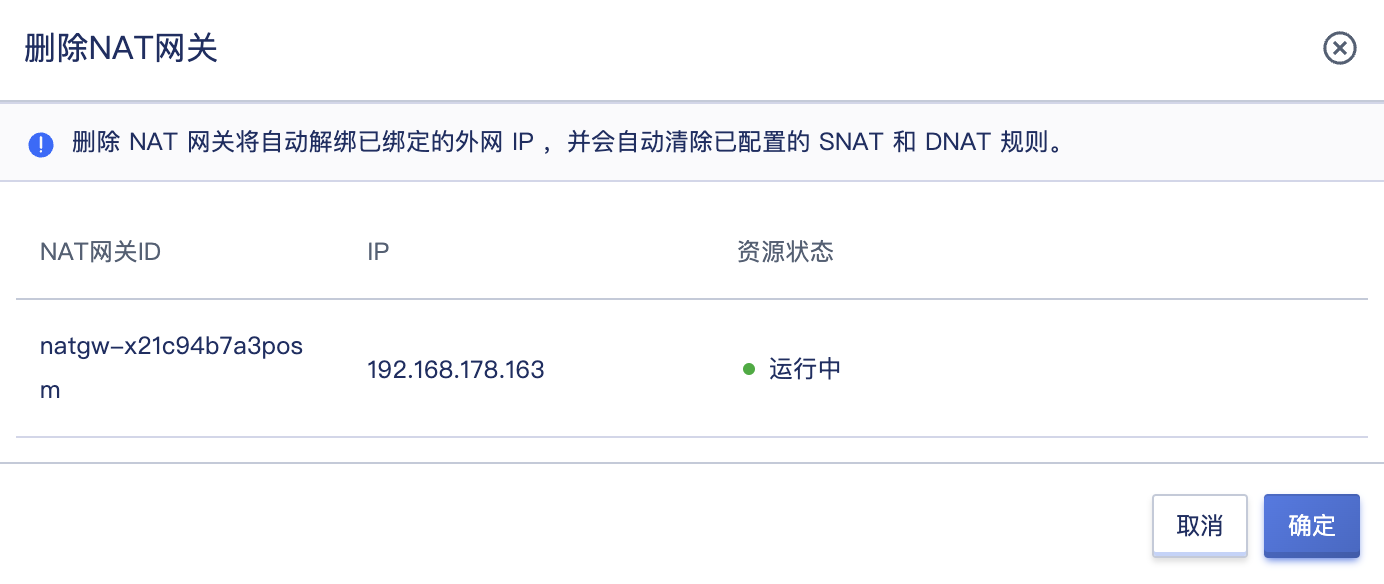 删除NAT网关
删除 NAT 网关将自动解绑已绑定的外网 IP ，并会自动清除已配置的 SNAT 和 DNAT 规则。
NAT网关ID IP 资源状态
natgw-x21c94b7a3pos
m
192.168.178.163
运行中
取消 确定